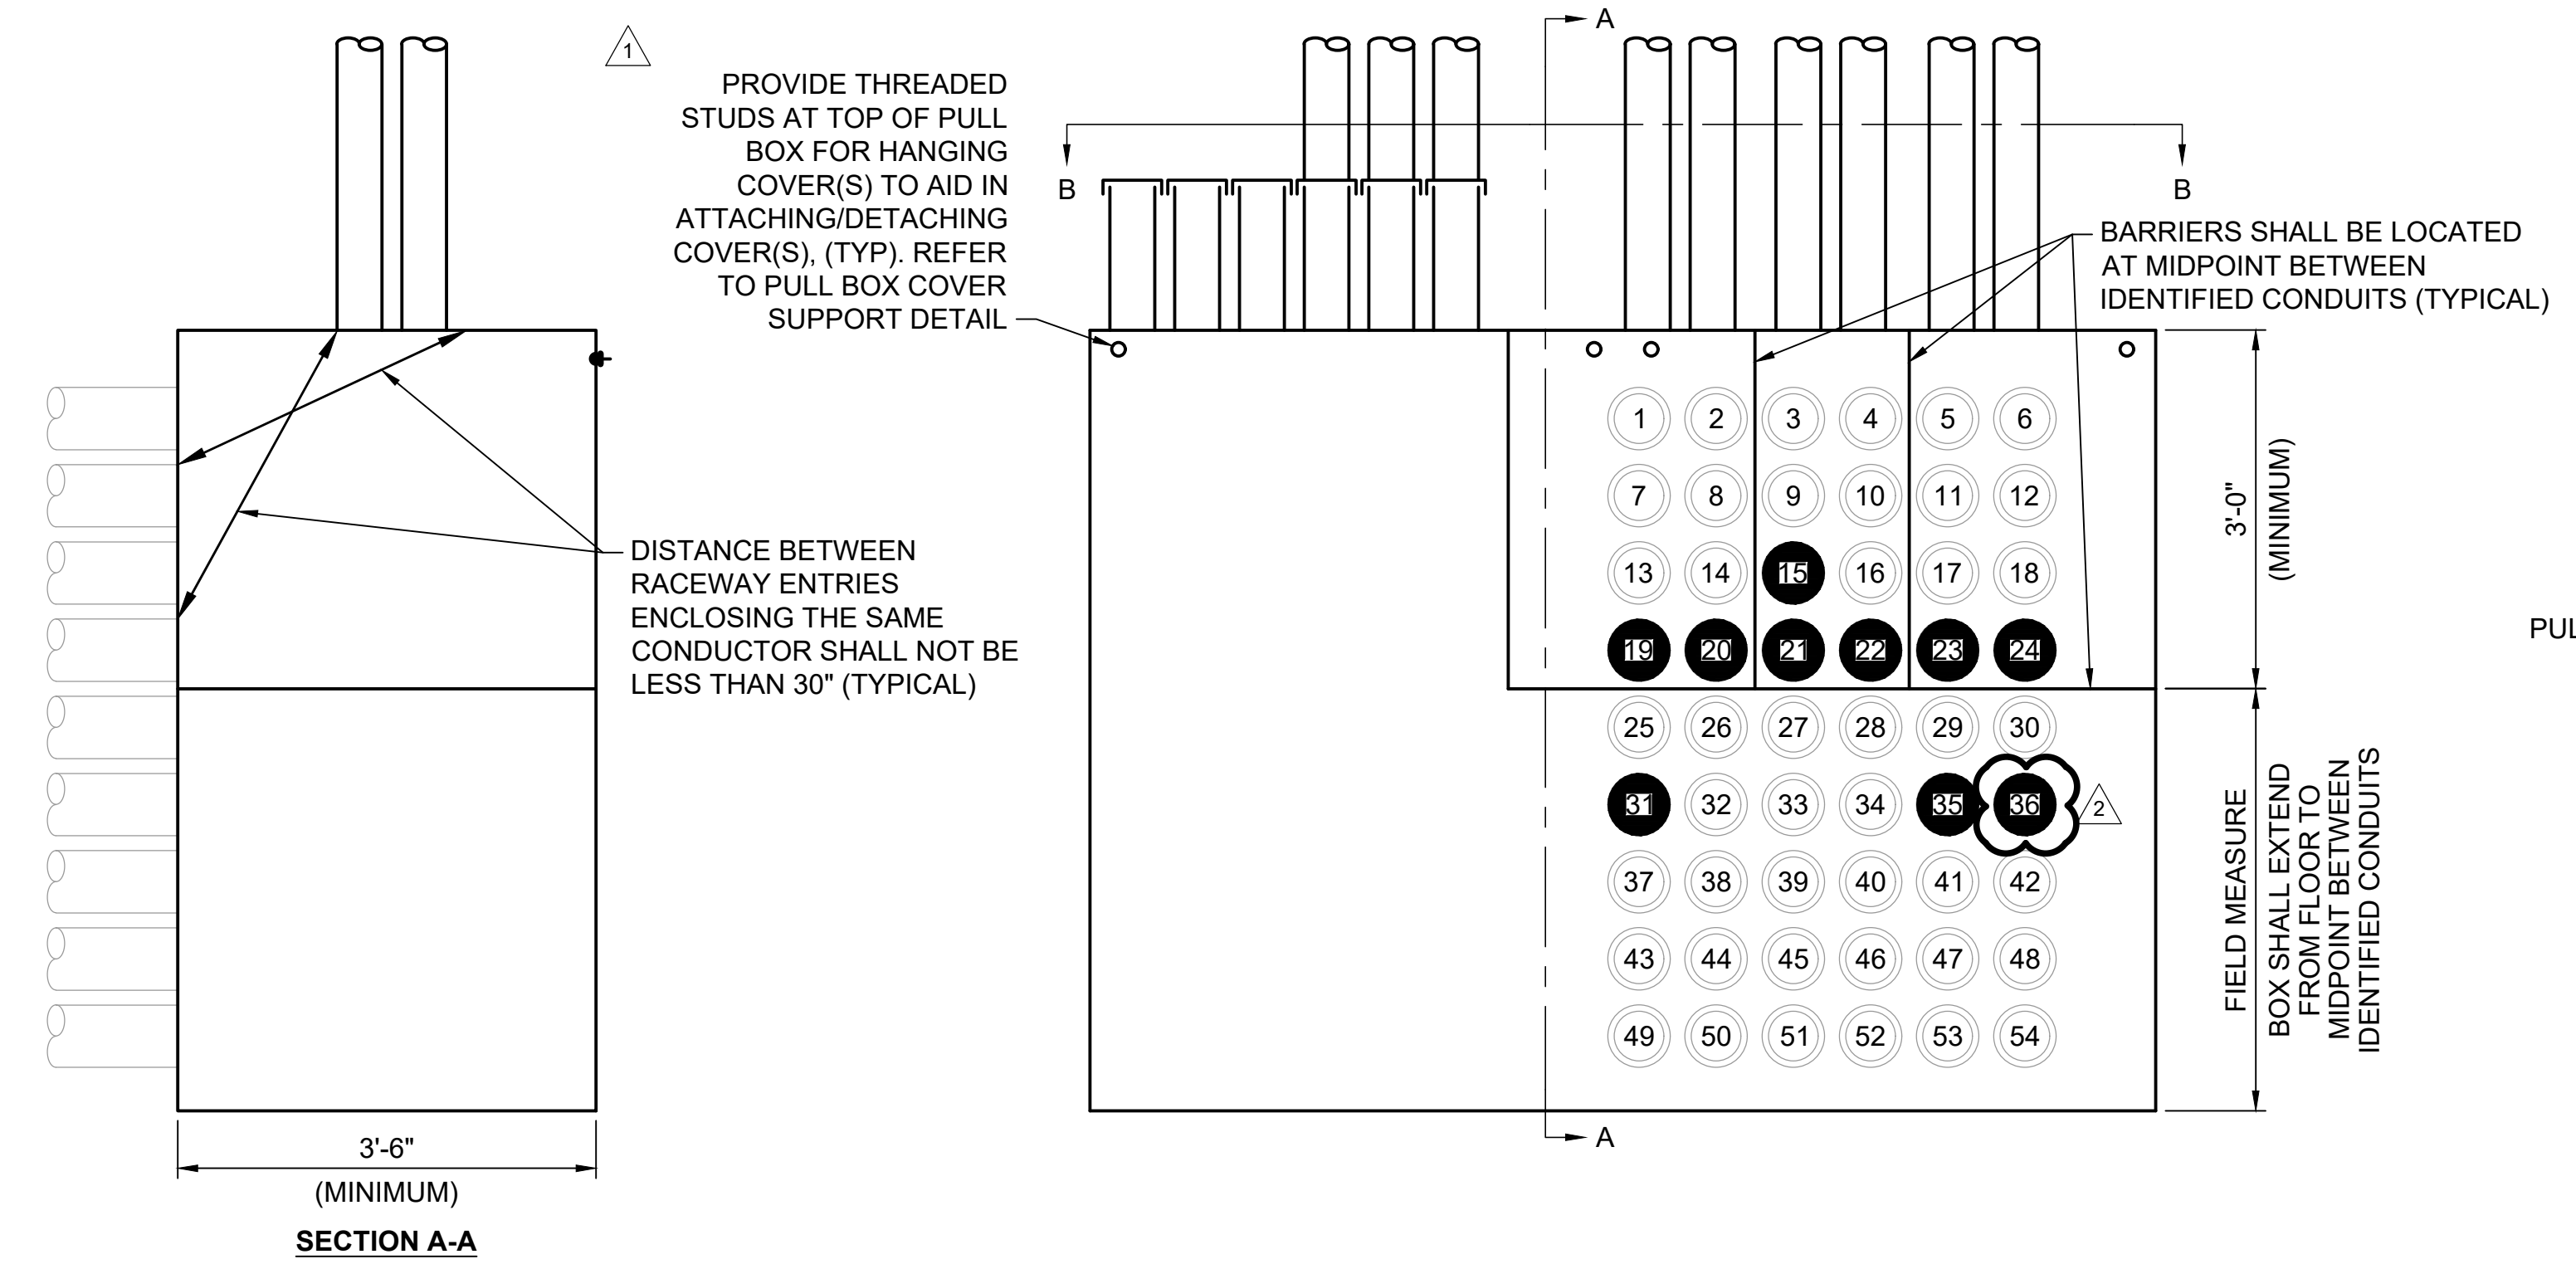 1
PROVIDE THREADED
STUDS AT TOP OF PULL
BOX FOR HANGING
COVER(S) TO AID IN
ATTACHING/DETACHING
COVER(S), (TYP). REFER
TO PULL BOX COVER
SUPPORT DETAIL
DISTANCE BETWEEN
RACEWAY ENTRIES
ENCLOSING THE SAME
CONDUCTOR SHALL NOT BE
LESS THAN 30" (TYPICAL)
3'-6"
(MINIMUM)
SECTION A-A
A
B
B
BARRIERS SHALL BE LOCATED
AT MIDPOINT BETWEEN
IDENTIFIED CONDUITS (TYPICAL)
1 2 3 4 5 6
7 8 9 10 11 12
13 14 15 16 17 18
19 20 21 22 23 24
25 26 27 28 29 30
31 32 33 34 35 36
2
37 38 39 40 41 42
43 44 45 46 47 48
49 50 51 52 53 54
A
3'-0"
(MINIMUM)
FIELD MEASURE
BOX SHALL EXTEND
FROM FLOOR TO
MIDPOINT BETWEEN
IDENTIFIED CONDUITS
PUL